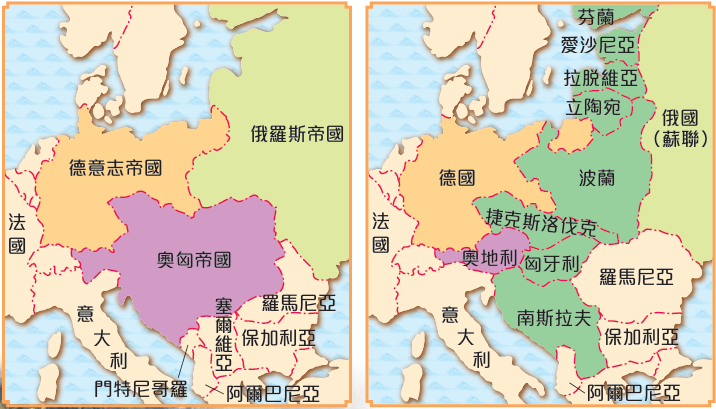 俄羅斯帝國
德意志帝國
法
國
奧匈帝國
意
大
利
塞
爾
維
亞
羅馬尼亞
保加利亞
門特尼哥羅
阿爾巴尼亞
芬蘭
愛沙尼亞
拉脫維亞
立陶宛
俄國
（蘇聯）
德國
波蘭
法
國
捷克斯洛伐克
奧地利
匈牙利
羅馬尼亞
意
大
利
南斯拉夫
保加利亞
阿爾巴尼亞